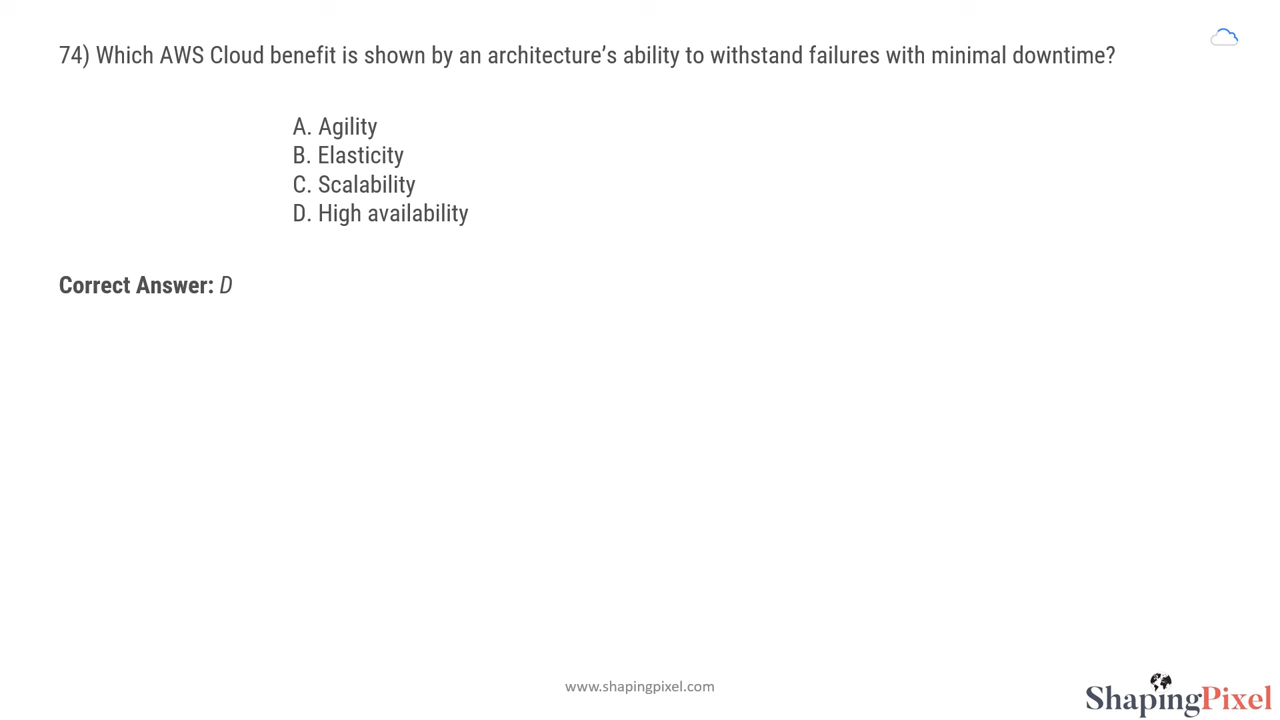 74) Which AWS Cloud benefit is shown by an architecture’s ability to withstand failures with minimal downtime?
A. Agility
B. Elasticity
C. Scalability
D. High availability
Correct Answer: D
www.shapingpixel.com
ShapingPixel